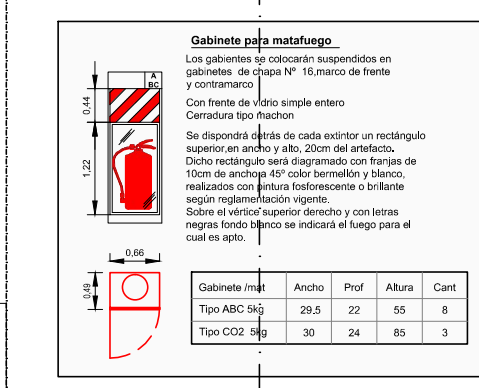 Gabinete para matafuego
Los gabientes se colocarán suspendidos en
gabinetes de chapa Nº 16,marco de frente
y contramarco
Con frente de vidrio simple entero
Cerradura tipo machon
Se dispondrá detrás de cada extintor un rectángulo
superior,en ancho y alto, 20cm del artefacto.
Dicho rectángulo será diagramado con franjas de
10cm de anchoja 45º color bermellón y blanco,
realizados con pintura fosforescente o brillante
según reglamentación vigente.
Sobre el vértice superior derecho y con letras
negras fondo blanco se indicará el fuego para el
cual es apto.
A
BC
0,44
1,22
0,66
0,49
Gabinete /mat Ancho Prof Altura Cant
Tipo ABC 5kg 29.5 22 55 8
Tipo CO2 5kg 30 24 85 3